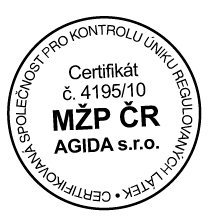 CERTIFIKOVANÁ SPOLEČNOST PRO KONTROLU ÚNIKU REGULOVANÝCH LÁTEK •
Certifikát
č. 4195/10
MŽP ČR
AGIDA s.r.o.